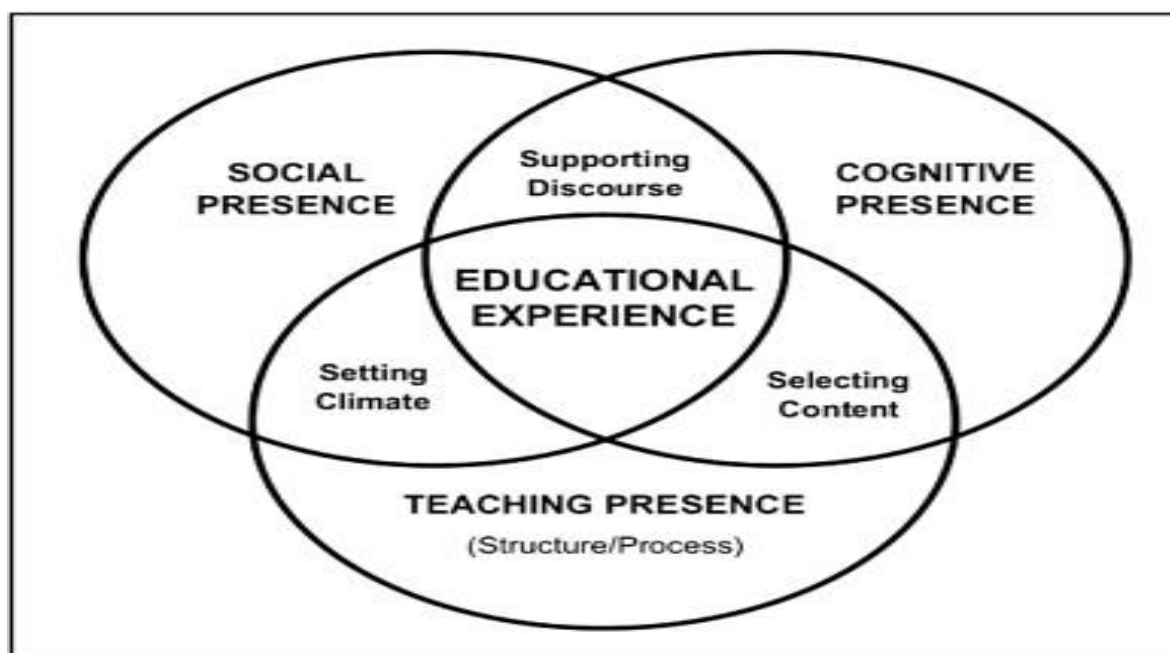 SOCIAL
PRESENCE
Supporting
Discourse
COGNITIVE
PRESENCE
EDUCATIONAL
EXPERIENCE
Setting
Climate
Selecting
Content
TEACHING PRESENCE
(Structure/Process)